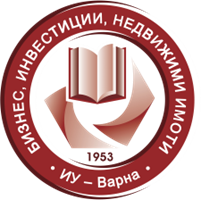 БИЗНЕС, ИНВЕСТИЦИИ, НЕДВИЖИМИ ИМОТИ
1953
• ИУ – Варна •